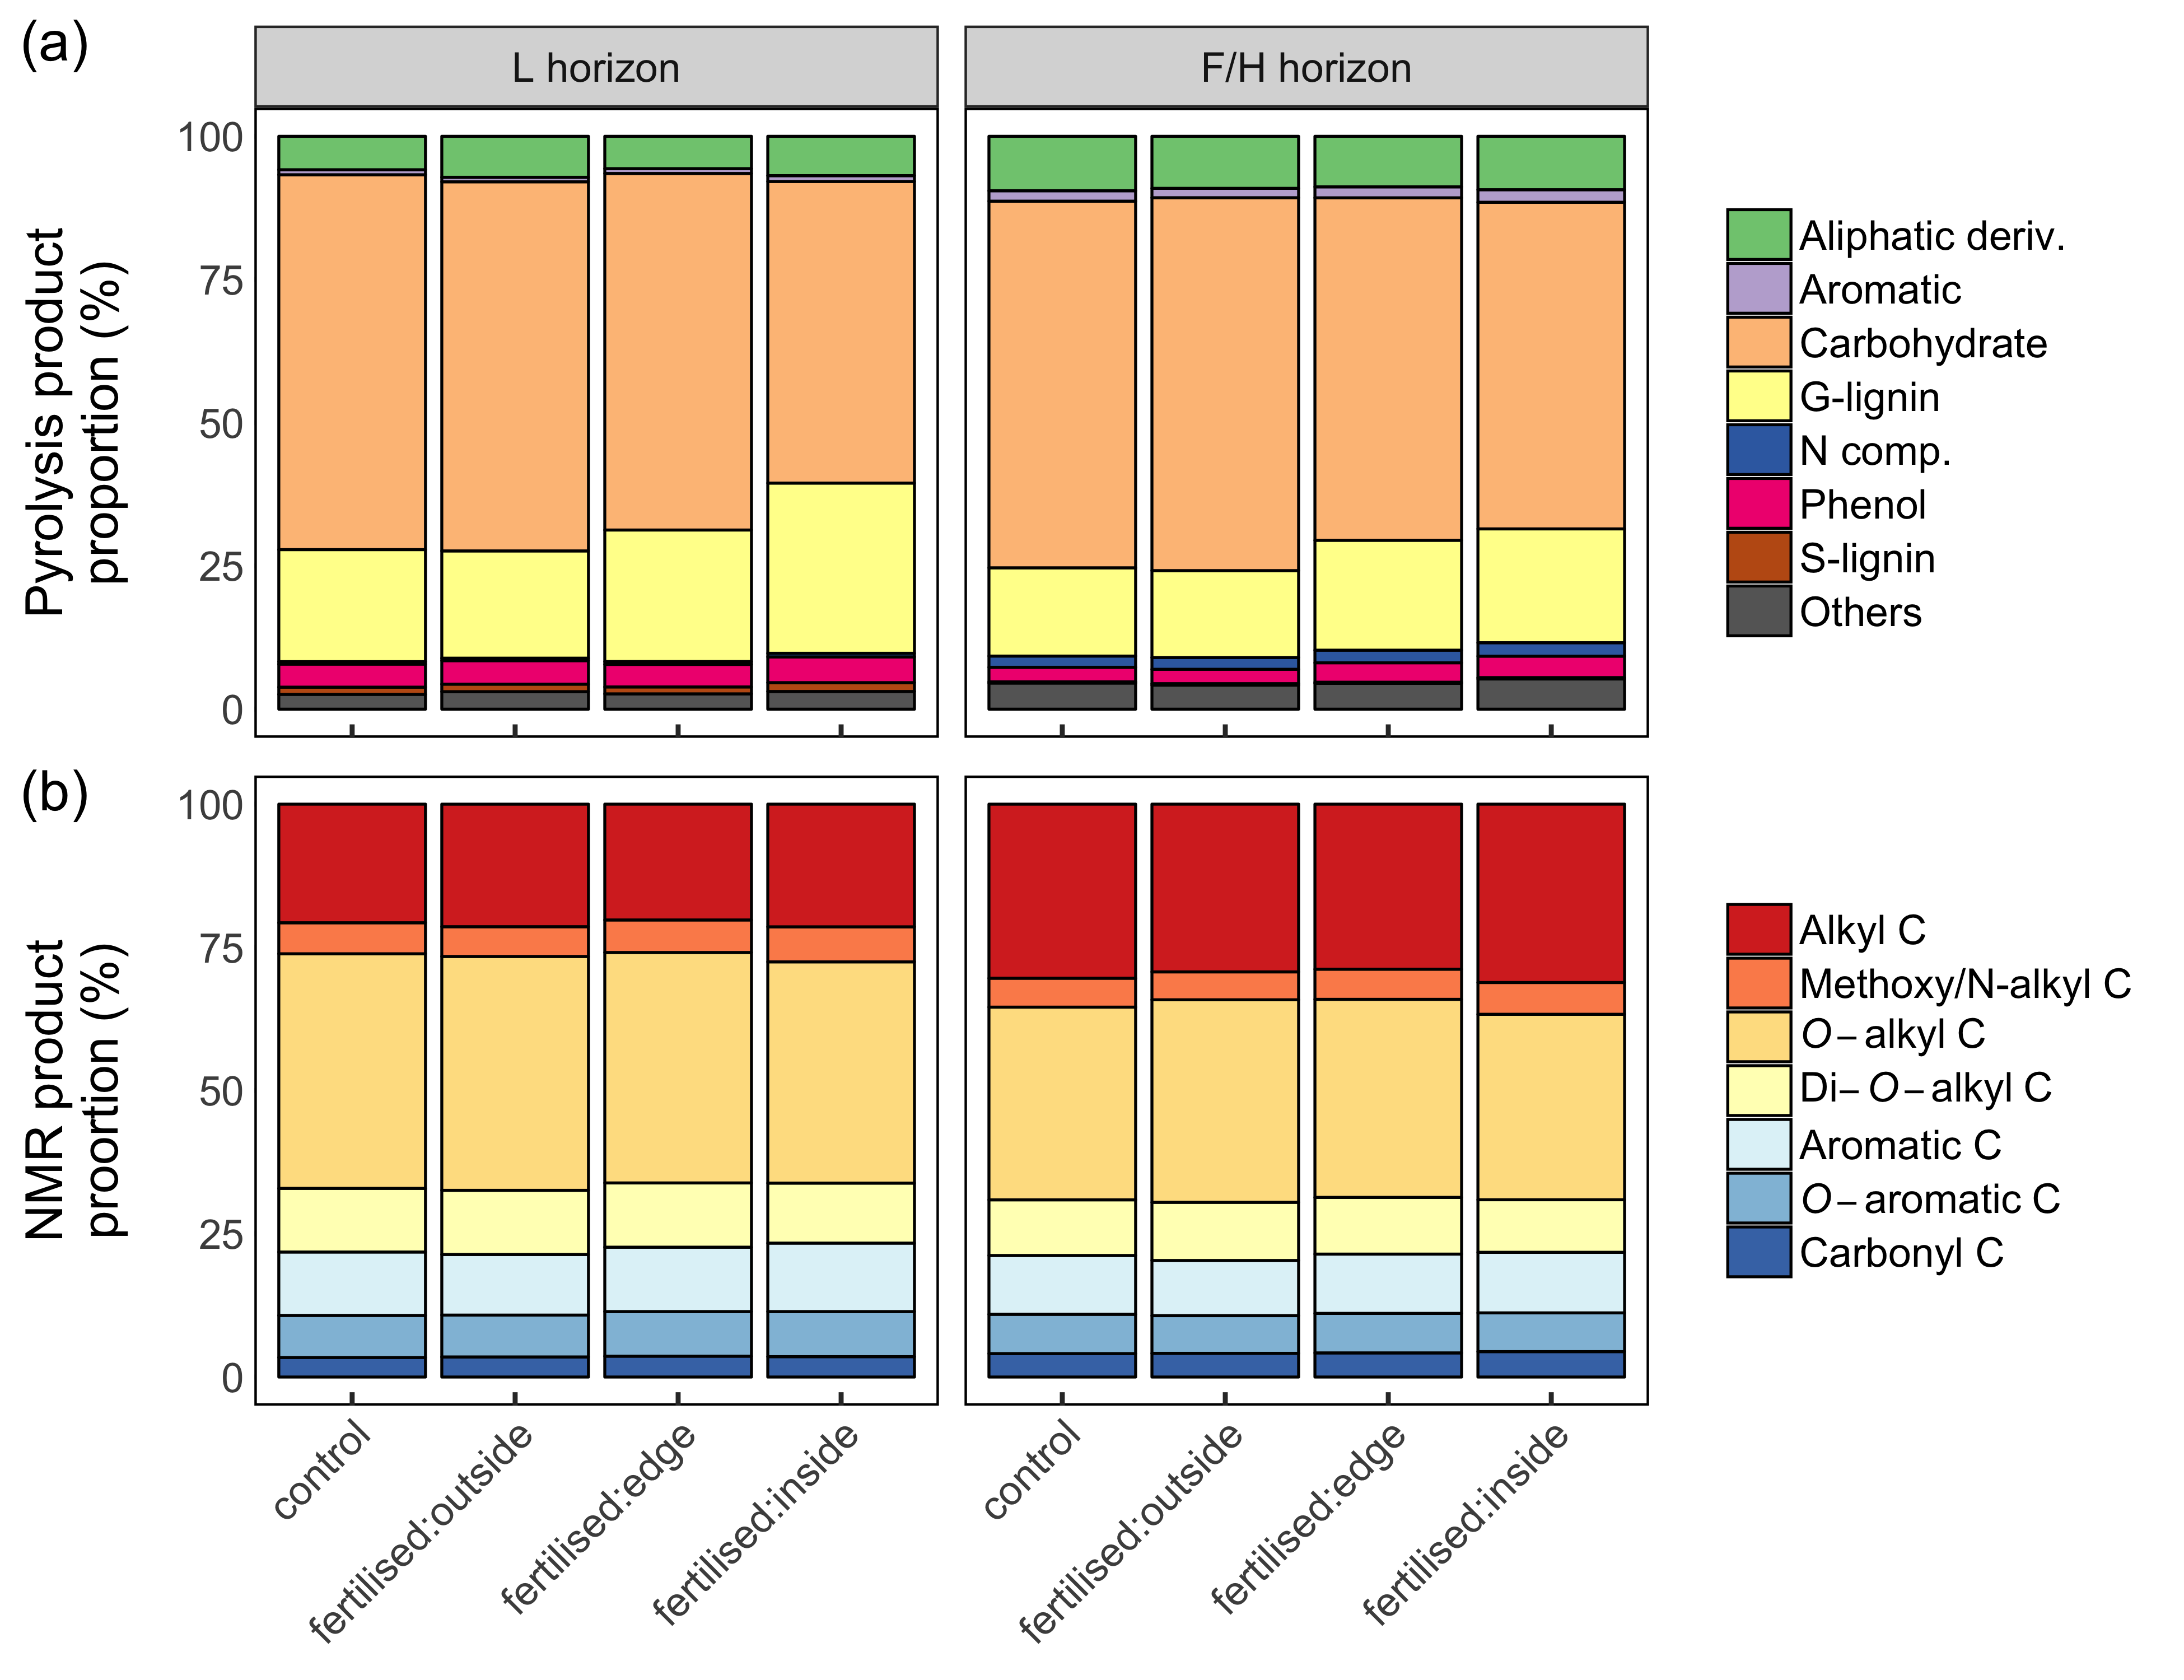 (a)
L horizon
F/H horizon
Pyrolysis product
proportion (%)
100
75
50
25
0
Aliphatic deriv.
Aromatic
Carbohydrate
G-lignin
N comp.
Phenol
S-lignin
Others
(b)
NMR product
proortion (%)
100
75
50
25
0
Alkyl C
Methoxy/N-alkyl C
O–alkyl C
Di–O–alkyl C
Aromatic C
O–aromatic C
Carbonyl C
control
fertilised:outside
fertilised:edge
fertilised:inside
control
fertilised:outside
fertilised:edge
fertilised:inside